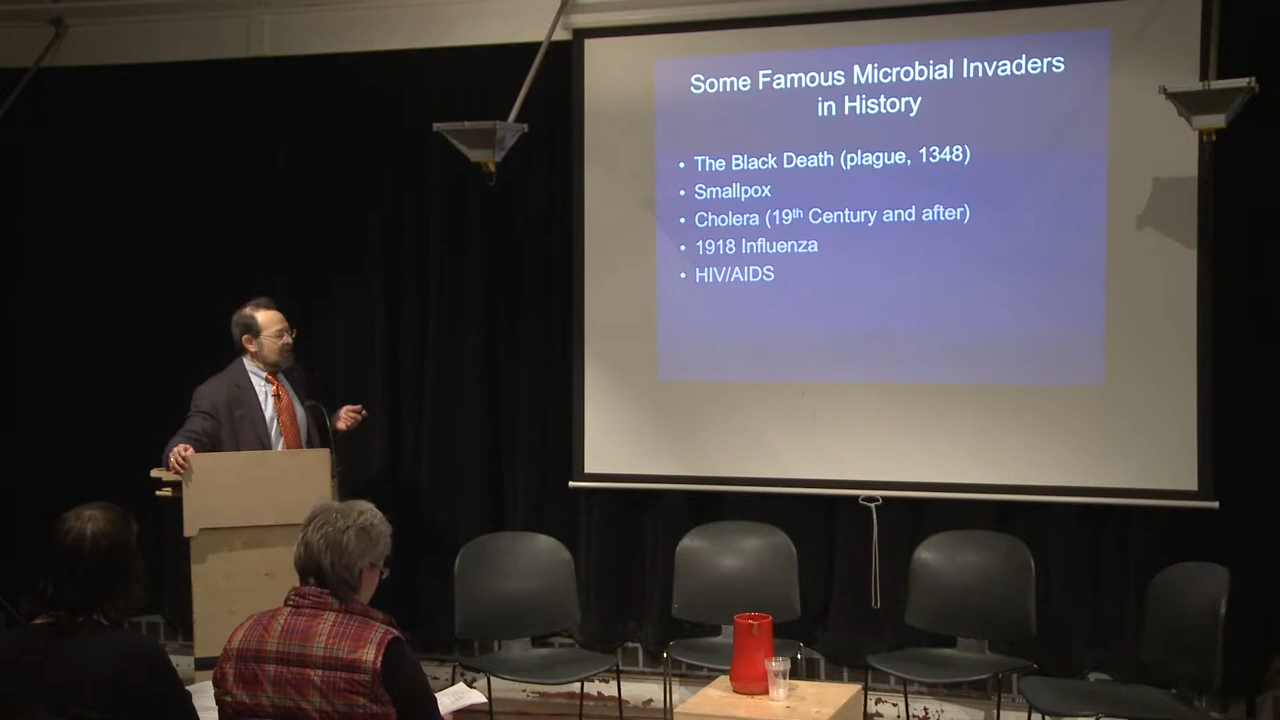 Some Famous Microbial Invaders
in History
• The Black Death (plague, 1348)
• Smallpox
• Cholera (19th Century and after)
• 1918 Influenza
• HIV/AIDS